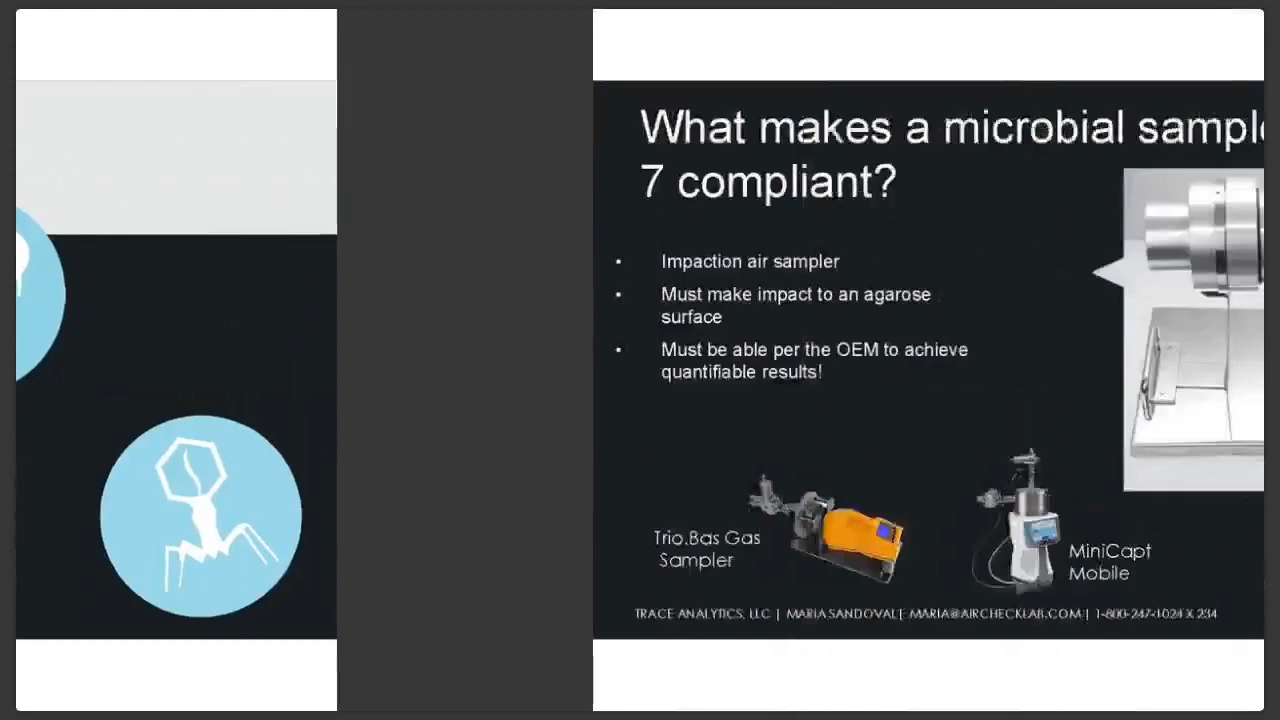 What makes a microbial sample
7 compliant?
• Impaction air sampler
• Must make impact to an agarose
surface
• Must be able per the OEM to achieve
quantifiable results!
Trio.Bas Gas
Sampler
MiniCapt
Mobile
TRACE ANALYTICS, LLC | MARIA SANDOVAL| MARIA@AIRCHECKLAB.COM | 1-800-247-1024 X 234